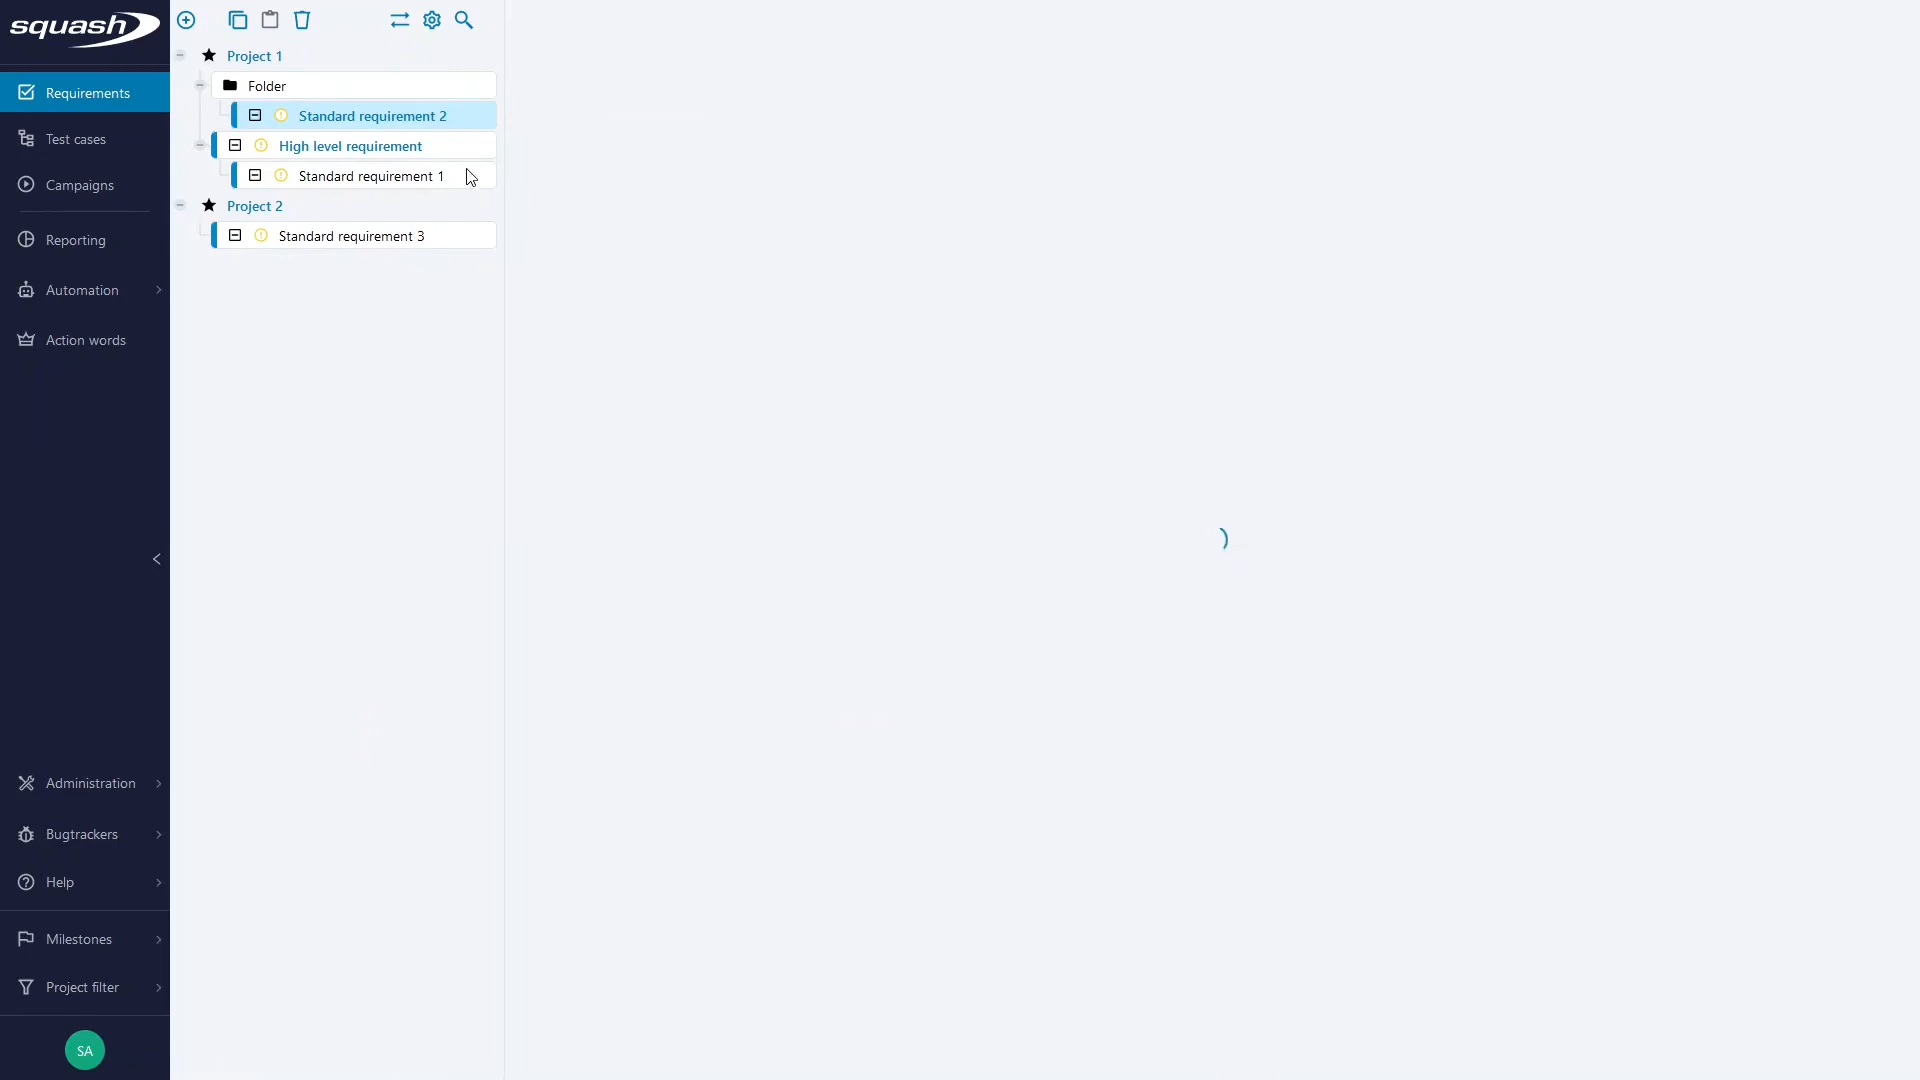 squash
Project 1
Folder
Requirements
Standard requirement 2
Test cases
High level requirement
Standard requirement 1
Campaigns
Project 2
Reporting
Standard requirement 3
Automation
Action words
Administration
Bugtrackers
Help
Milestones
Project filter
SA